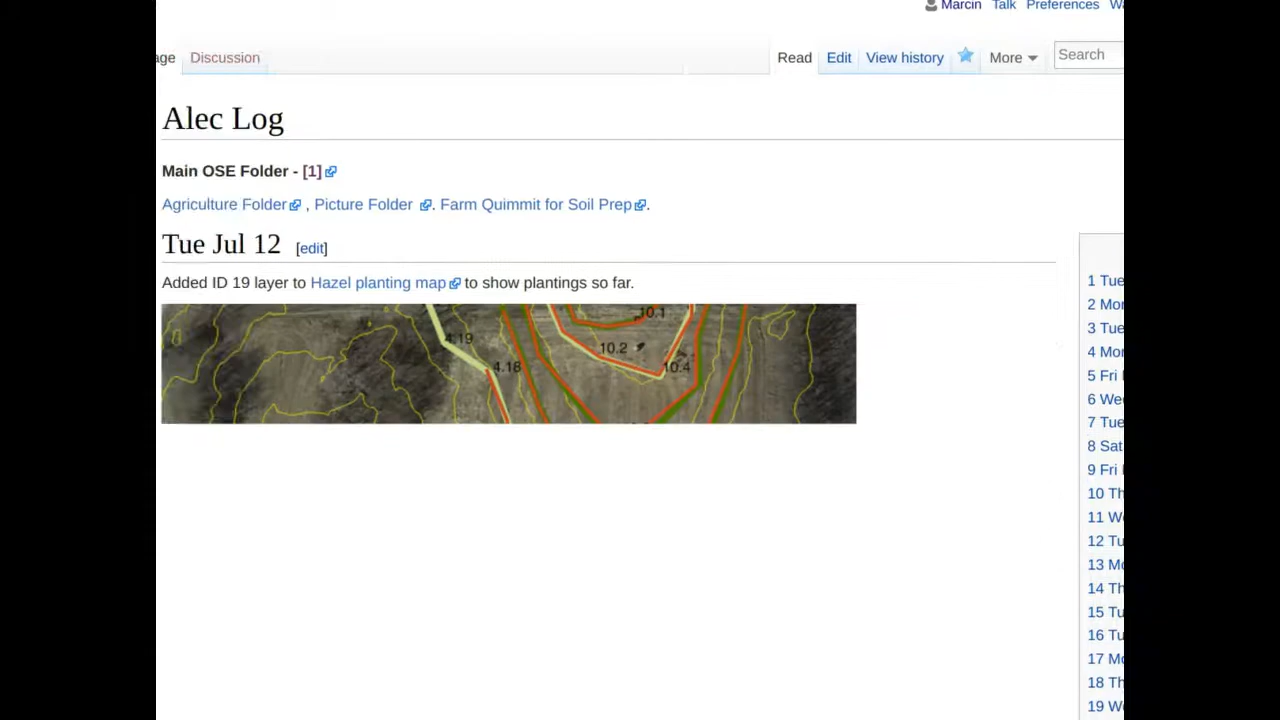 Marcin Talk Preferences
Discussion Read Edit View history More Search
Alec Log
Main OSE Folder - [1]
Agriculture Folder , Picture Folder . Farm Quimmit for Soil Prep .
Tue Jul 12 [edit]
Added ID 19 layer to Hazel planting map to show plantings so far.
10.1
4.19
10.2
4.18 10.4
1 Tue
2 Mon
3 Tue
4 Mon
5 Fri
6 Wed
7 Tue
8 Sat
9 Fri
10 Th
11 We
12 Tu
13 Mo
14 Th
15 Tu
16 Tu
17 Mo
18 Th
19 We